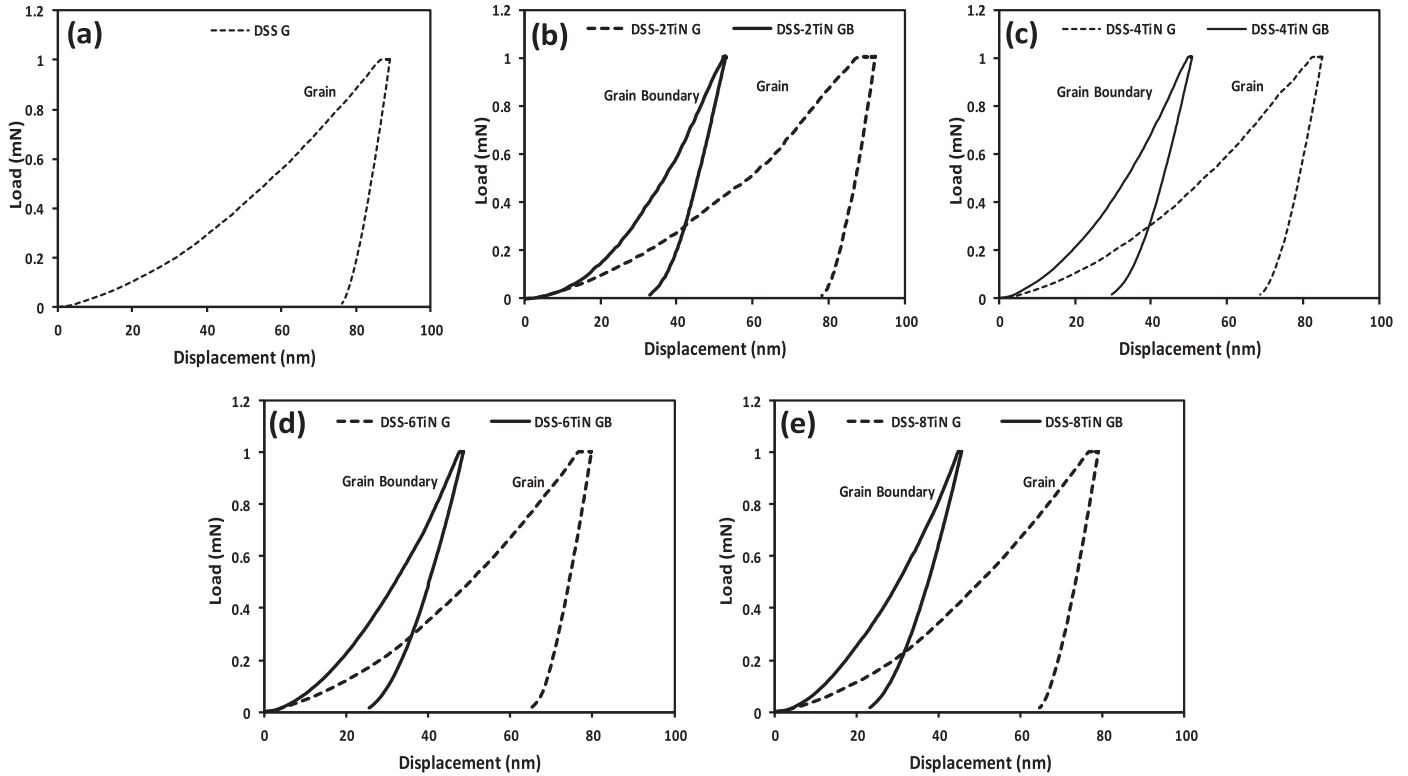 (a)
DSS G
Grain
1.2
1
0.8
0.6
0.4
0.2
0
Load (mN)
0 20 40 60 80 100
Displacement (nm)
(b)
DSS-2TiN G DSS-2TiN GB
Grain Boundary Grain
1.2
1
0.8
0.6
0.4
0.2
0
Load (mN)
0 20 40 60 80 100
Displacement (nm)
(c)
DSS-4TiN G DSS-4TiN GB
Grain Boundary Grain
1.2
1
0.8
0.6
0.4
0.2
0
Load (mN)
0 20 40 60 80 100
Displacement (nm)
(d)
DSS-6TiN G DSS-6TiN GB
Grain Boundary Grain
1.2
1
0.8
0.6
0.4
0.2
0
Load (mN)
0 20 40 60 80 100
Displacement (nm)
(e)
DSS-8TiN G DSS-8TiN GB
Grain Boundary Grain
1.2
1
0.8
0.6
0.4
0.2
0
Load (mN)
0 20 40 60 80 100
Displacement (nm)